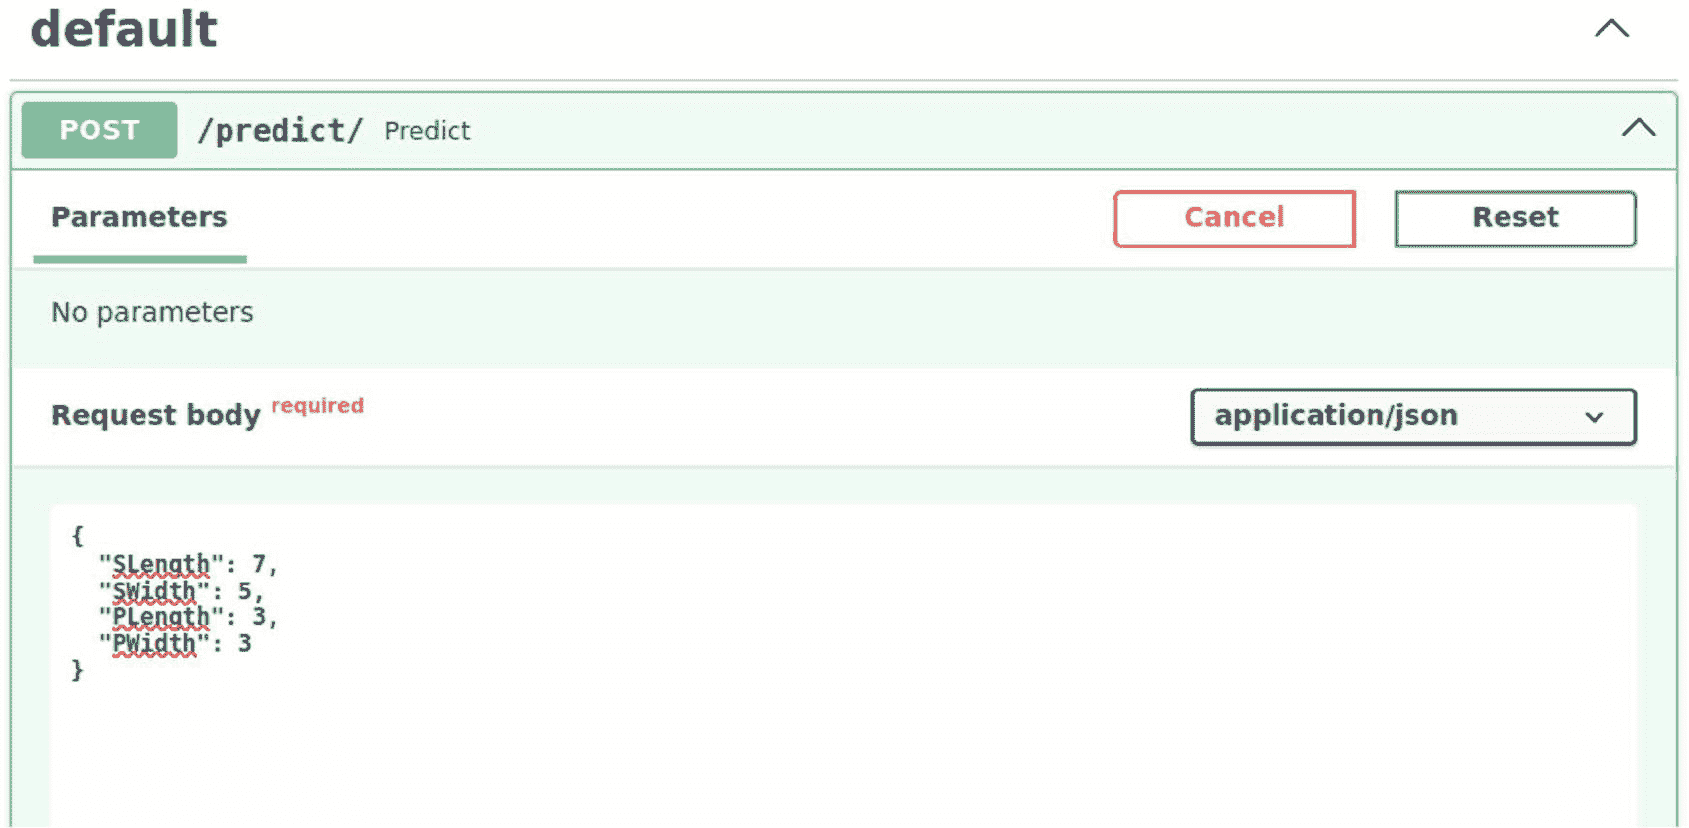 default
POST /predict/ Predict
Parameters Cancel Reset
No parameters
Request body required application/json
{
"SLength": 7,
"SWidth": 5,
"PLength": 3,
"PWidth": 3
}